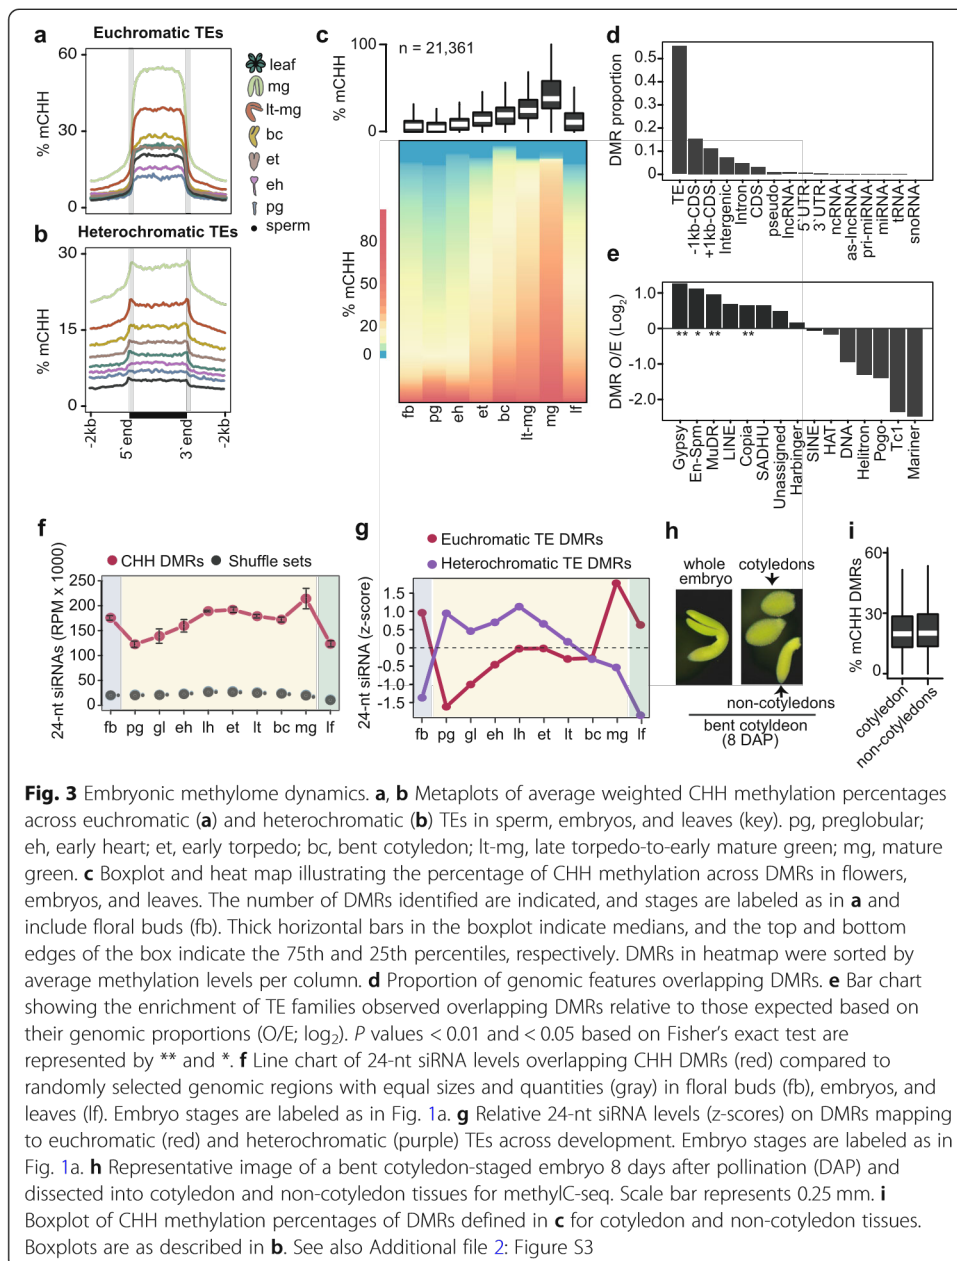 a
Euchromatic TEs
60
30
0
% mCHH
leaf
mg
lt-mg
bc
et
eh
pg
sperm
b
Heterochromatic TEs
30
15
0
% mCHH
-2kb
5`end
3`end
-2kb
c
n = 21,361
100
50
0
% mCHH
80
50
20
0
% mCHH
fb
pg
eh
et
bc
lt-mg
mg
lf
d
DMR proportion
0.5
0.4
0.3
0.2
0.1
0
TE
-1kb-CDS
+1kb-CDS
Intergenic
Intron
CDS
pseudo
lncRNA
5`UTR
3`UTR
ncRNA
as-lncRNA
pri-miRNA
miRNA
tRNA
snoRNA
e
DMR O/E (Log2)
1.0
0
-1.0
-2.0
** * ** **
Gypsy
En-Spm
MuDR
LINE
Copia
SADHU
Unassigned
Harbinger
SINE
HAT
DNA
Helitron
Pogo
Tc1
Mariner
f
CHH DMRs Shuffle sets
24-nt siRNAs (RPM x 1000)
250
200
150
100
50
0
fb pg gl eh lh et lt bc mg lf
g
Euchromatic TE DMRs
Heterochromatic TE DMRs
24-nt siRNA (z-score)
1.5
1.0
0.5
0
-0.5
-1.0
-1.5
fb pg gl eh lh et lt bc mg lf
h
whole embryo
cotyledons
non-cotyledons
bent cotyldeon
(8 DAP)
i
% mCHH DMRs
60
30
0
cotyledon
non-cotyledons
Fig. 3 Embryonic methylome dynamics. a, b Metaplots of average weighted CHH methylation percentages
across euchromatic (a) and heterochromatic (b) TEs in sperm, embryos, and leaves (key). pg, preglobular;
eh, early heart; et, early torpedo; bc, bent cotyledon; lt-mg, late torpedo-to-early mature green; mg, mature
green. c Boxplot and heat map illustrating the percentage of CHH methylation across DMRs in flowers,
embryos, and leaves. The number of DMRs identified are indicated, and stages are labeled as in a and
include floral buds (fb). Thick horizontal bars in the boxplot indicate medians, and the top and bottom
edges of the box indicate the 75th and 25th percentiles, respectively. DMRs in heatmap were sorted by
average methylation levels per column. d Proportion of genomic features overlapping DMRs. e Bar chart
showing the enrichment of TE families observed overlapping DMRs relative to those expected based on
their genomic proportions (O/E; log2). P values < 0.01 and < 0.05 based on Fisher's exact test are
represented by ** and *. f Line chart of 24-nt siRNA levels overlapping CHH DMRs (red) compared to
randomly selected genomic regions with equal sizes and quantities (gray) in floral buds (fb), embryos, and
leaves (lf). Embryo stages are labeled as in Fig. 1a. g Relative 24-nt siRNA levels (z-scores) on DMRs mapping
to euchromatic (red) and heterochromatic (purple) TEs across development. Embryo stages are labeled as in
Fig. 1a. h Representative image of a bent cotyledon-staged embryo 8 days after pollination (DAP) and
dissected into cotyledon and non-cotyledon tissues for methylC-seq. Scale bar represents 0.25 mm. i
Boxplot of CHH methylation percentages of DMRs defined in c for cotyledon and non-cotyledon tissues.
Boxplots are as described in b. See also Additional file 2: Figure S3